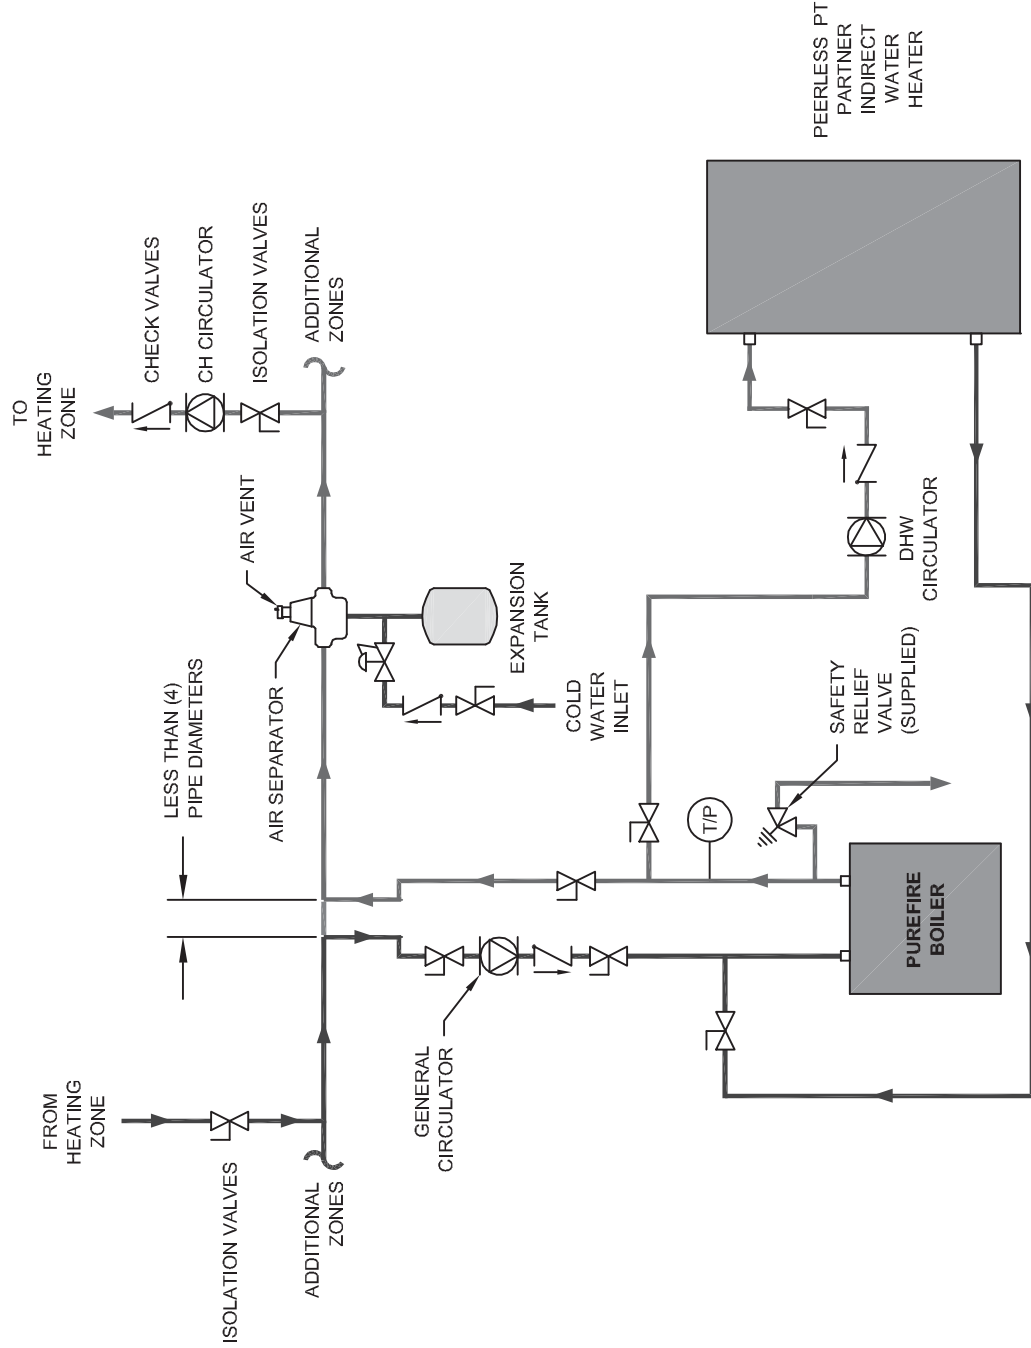 FROM
HEATING
ZONE
ISOLATION VALVES
ADDITIONAL
ZONES
LESS THAN (4)
PIPE DIAMETERS
AIR SEPARATOR
AIR VENT
TO
HEATING
ZONE
CHECK VALVES
CH CIRCULATOR
ISOLATION VALVES
ADDITIONAL
ZONES
GENERAL
CIRCULATOR
COLD
WATER
INLET
EXPANSION
TANK
T/P
SAFETY
RELIEF
VALVE
(SUPPLIED)
DHW
CIRCULATOR
PUREFIRE
BOILER
PEERLESS PT
PARTNER
INDIRECT
WATER
HEATER